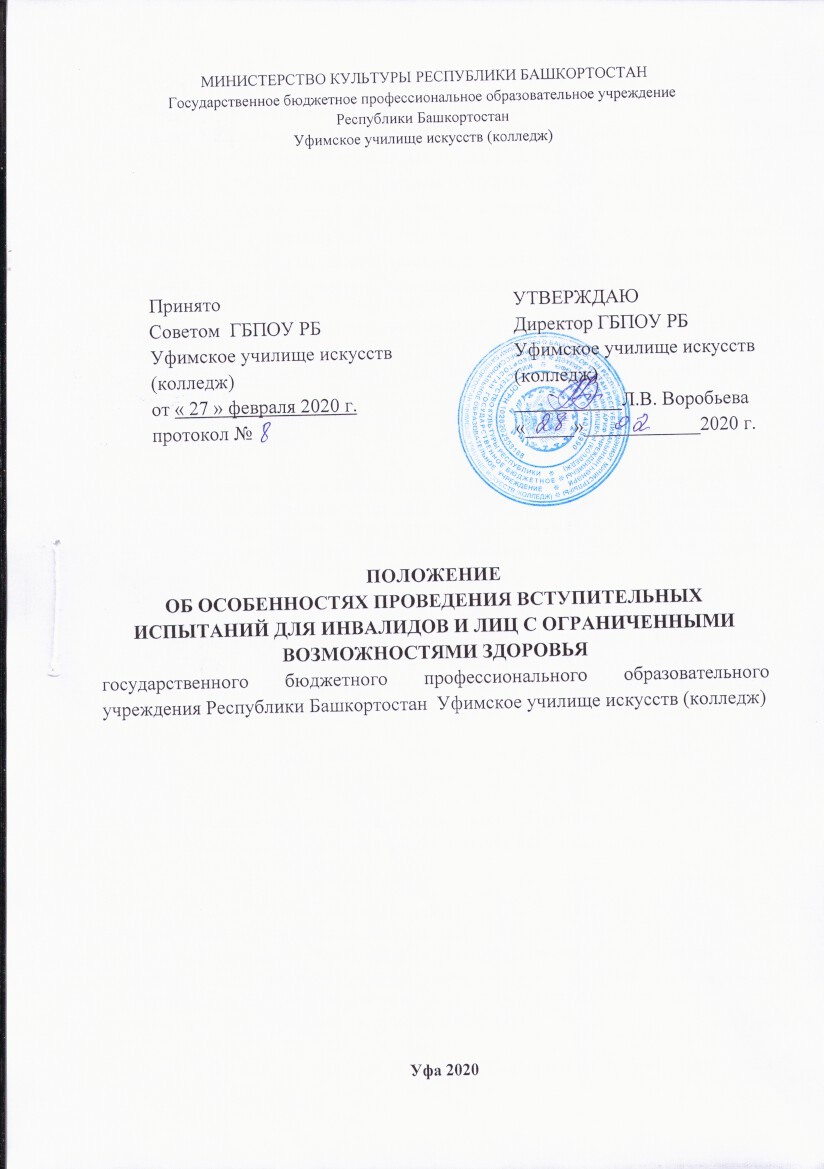 МИНИСТЕРСТВО КУЛЬТУРЫ РЕСПУБЛИКИ БАШКОРТОСТАН
Государственное бюджетное профессиональное образовательное учреждение
Республики Башкортостан
Уфимское училище искусств (колледж)
Принято
Советом ГБПОУ РБ
Уфимское училище искусств
(колледж)
от « 27 » февраля 2020 г.
протокол № 8
УТВЕРЖДАЮ
Директор ГБПОУ РБ
Уфимское училище искусств
(колледж)
___________Л.В. Воробьева
« 28 » 02 2020 г.
ПОЛОЖЕНИЕ
ОБ ОСОБЕННОСТЯХ ПРОВЕДЕНИЯ ВСТУПИТЕЛЬНЫХ
ИСПЫТАНИЙ ДЛЯ ИНВАЛИДОВ И ЛИЦ С ОГРАНИЧЕННЫМИ
ВОЗМОЖНОСТЯМИ ЗДОРОВЬЯ
государственного бюджетного профессионального образовательного
учреждения Республики Башкортостан Уфимское училище искусств (колледж)
Уфа 2020